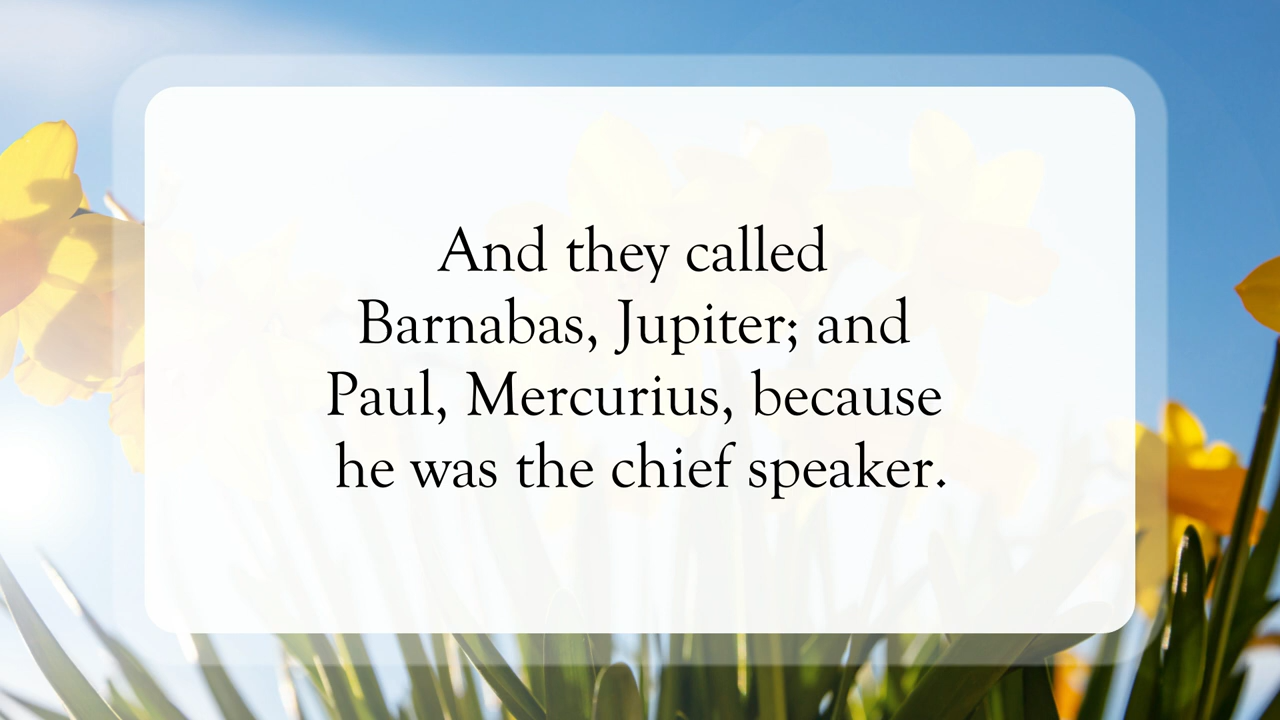 And they called
Barnabas, Jupiter; and
Paul, Mercurius, because
he was the chief speaker.